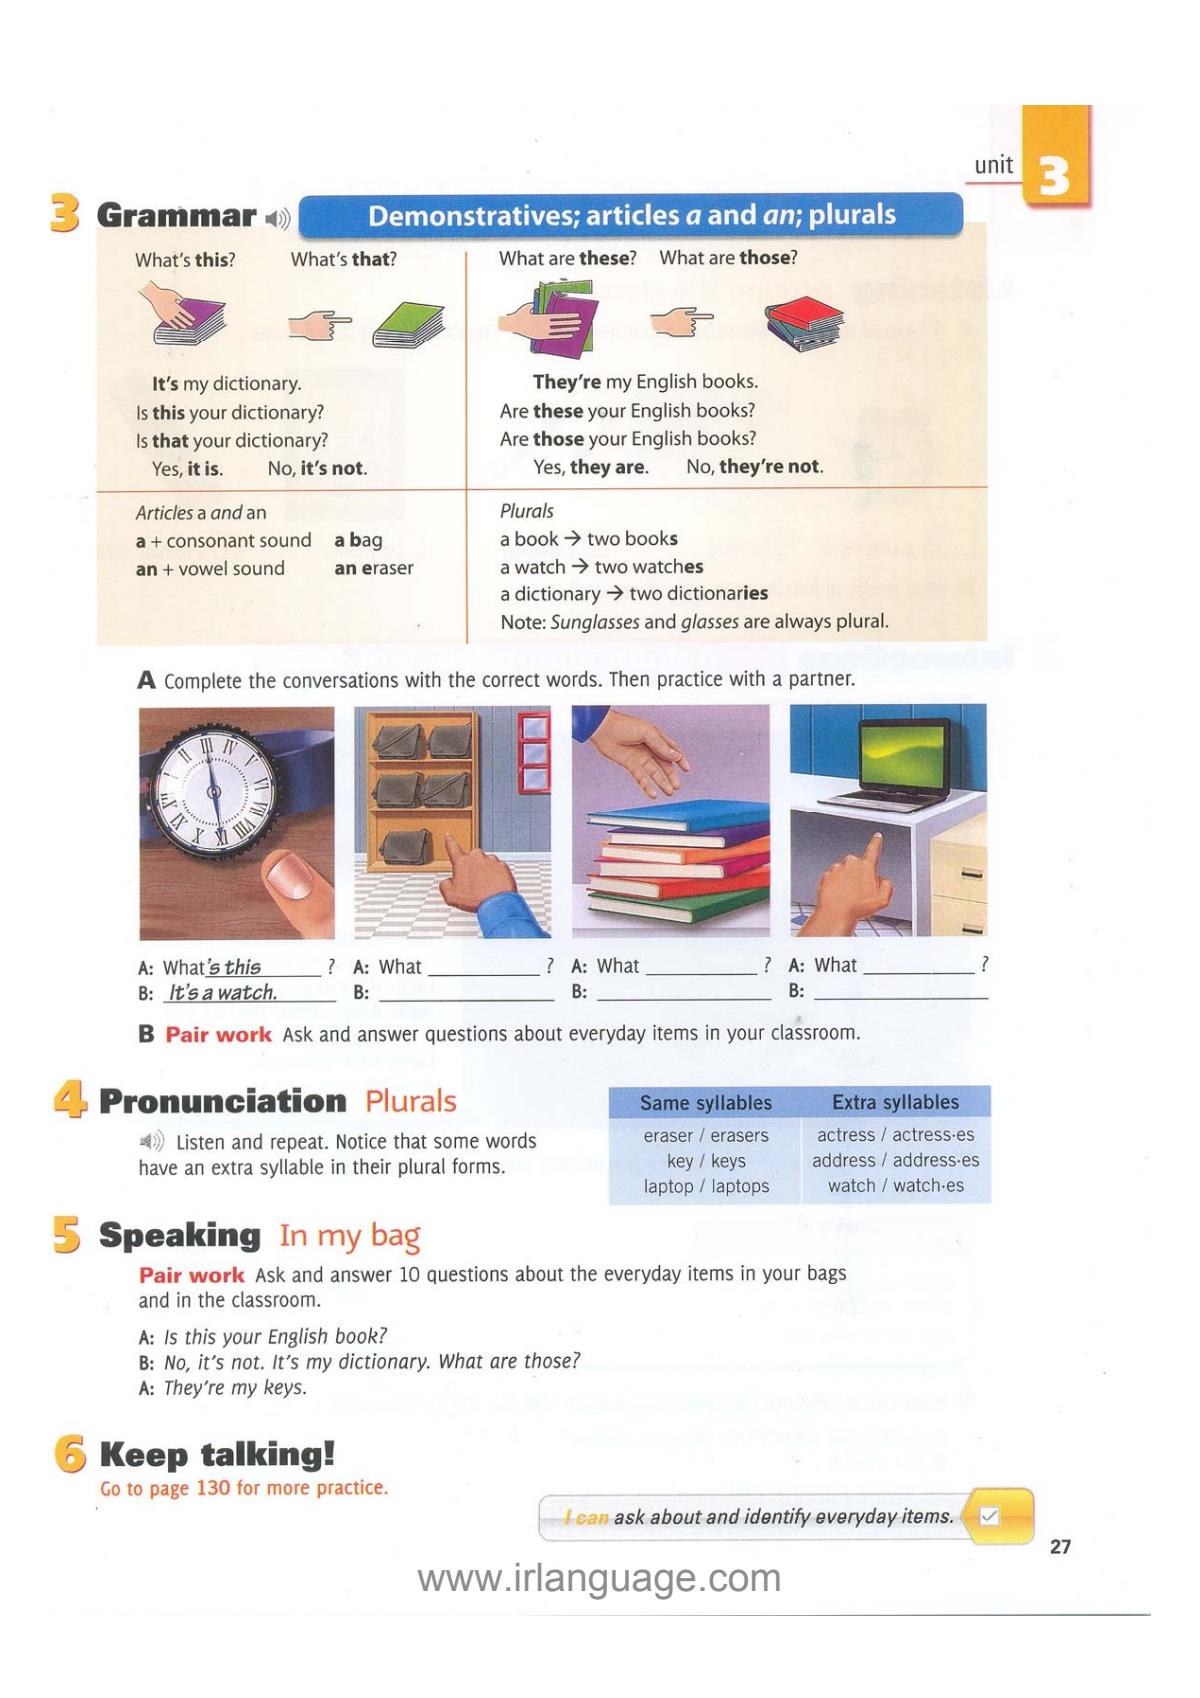 unit 3
3 Grammar Demonstratives; articles a and an; plurals
What's this? What's that?
It's my dictionary.
Is this your dictionary?
Is that your dictionary?
Yes, it is. No, it's not.
What are these? What are those?
They're my English books.
Are these your English books?
Are those your English books?
Yes, they are. No, they're not.
Articles a and an
a + consonant sound a bag
an + vowel sound an eraser
Plurals
a book → two books
a watch → two watches
a dictionary → two dictionaries
Note: Sunglasses and glasses are always plural.
A Complete the conversations with the correct words. Then practice with a partner.
A: What's this ? A: What __________ ? A: What __________ ? A: What __________ ?
B: It's a watch. B: __________ B: __________ B: __________
B Pair work Ask and answer questions about everyday items in your classroom.
4 Pronunciation Plurals
Listen and repeat. Notice that some words
have an extra syllable in their plural forms.
Same syllables Extra syllables
eraser / erasers actress / actress·es
key / keys address / address·es
laptop / laptops watch / watch·es
5 Speaking In my bag
Pair work Ask and answer 10 questions about the everyday items in your bags
and in the classroom.
A: Is this your English book?
B: No, it's not. It's my dictionary. What are those?
A: They're my keys.
6 Keep talking!
Go to page 130 for more practice.
I can ask about and identify everyday items.
27
www.irlanguage.com